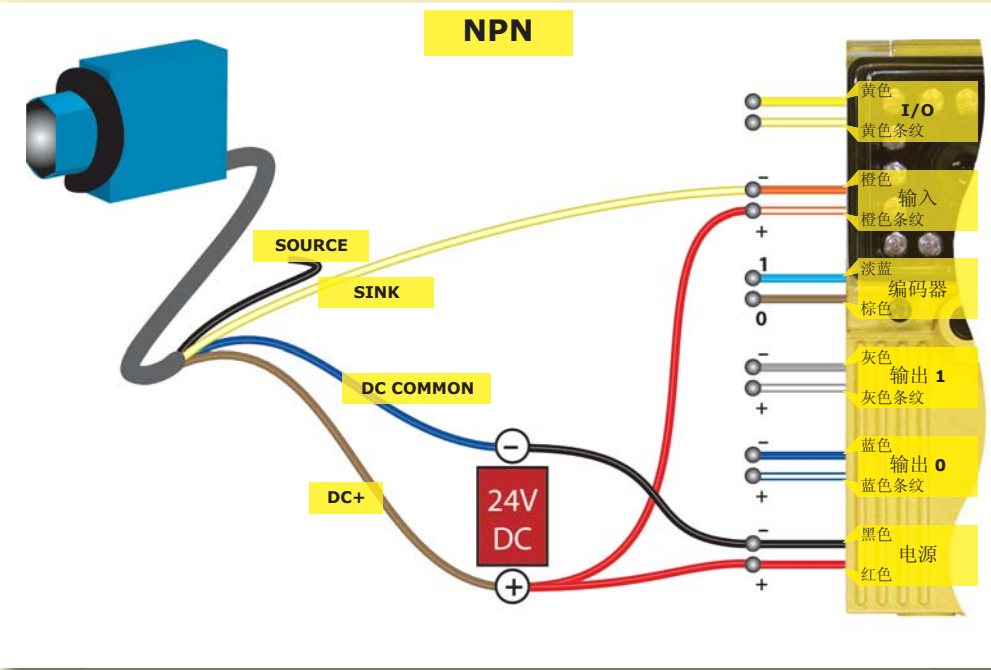 NPN
黄色
I/O
黄色条纹
−
橙色
输入
橙色条纹
+
SOURCE
SINK
1
淡蓝
编码器
棕色
0
−
灰色
输出 1
灰色条纹
+
DC COMMON
−
−
蓝色
输出 0
蓝色条纹
+
DC+
24V
DC
−
黑色
电源
红色
+
+